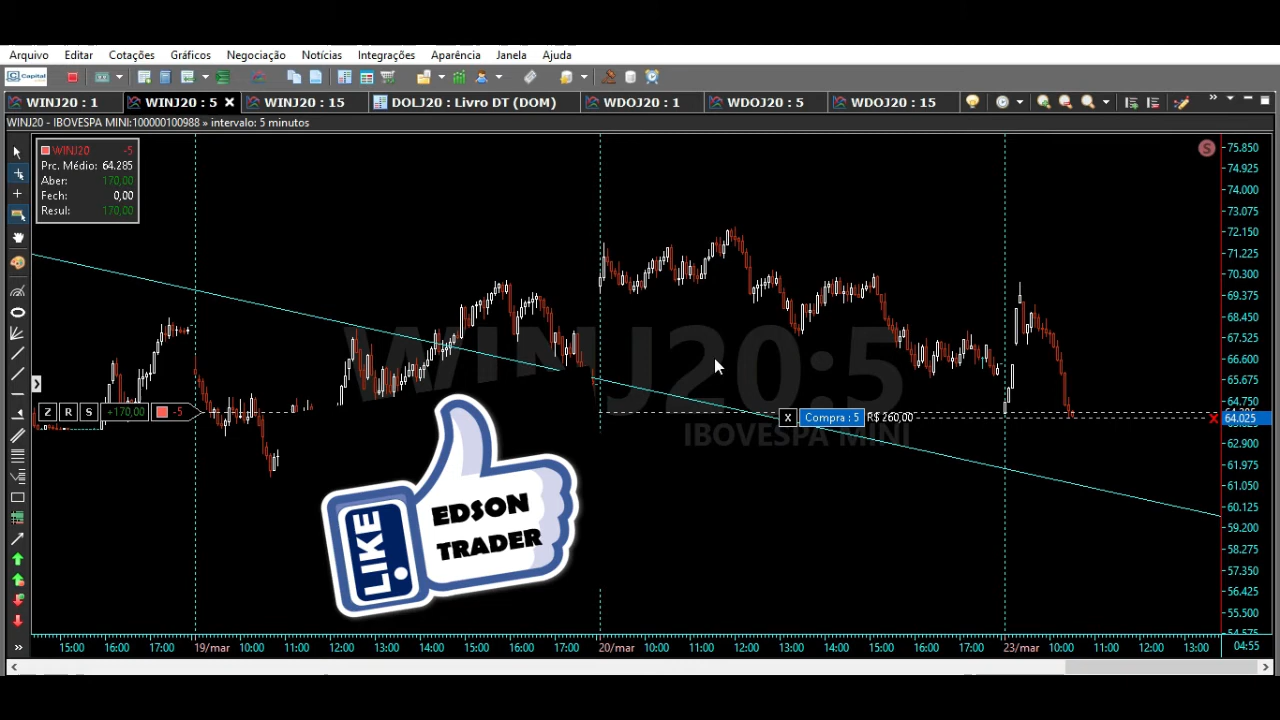 Arquivo Editar Cotações Gráficos Negociação Notícias Integrações Aparência Janela Ajuda
Capital
WINJ20 : 1 WINJ20 : 5 WINJ20 : 15 DOLJ20 : Livro DT (DOM) WDOJ20 : 1 WDOJ20 : 5 WDOJ20 : 15
WINJ20 - IBOVESPA MINI:100000100988 » intervalo: 5 minutos
WINJ20 -5
Prc. Médio: 64.285
Aber: 170,00
Fech: 0,00
Resul: 170,00
S
75.850
74.925
74.000
73.075
72.150
71.225
70.300
69.375
68.450
67.525
66.600
65.675
64.750
64.025
62.900
61.975
61.050
60.125
59.200
58.275
57.350
56.425
55.500
54.575
WINJ20:5
IBOVESPA MINI
Z R S +170,00 -5
X Compra : 5 R$ 260,00
LIKE
EDSON
TRADER
15:00 16:00 17:00 19/mar 10:00 11:00 12:00 13:00 14:00 15:00 16:00 17:00 20/mar 10:00 11:00 12:00 13:00 14:00 15:00 16:00 17:00 23/mar 10:00 11:00 12:00 13:00 04:55